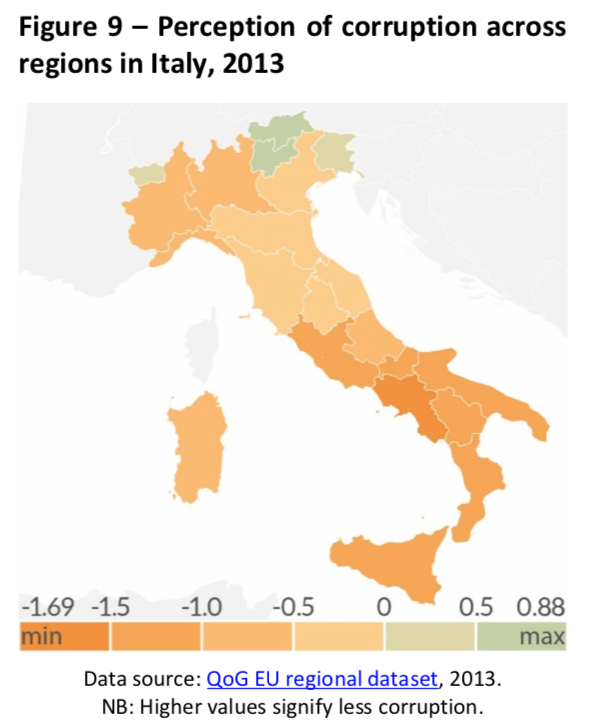 Figure 9 – Perception of corruption across
regions in Italy, 2013
-1.69 -1.5 -1.0 -0.5 0 0.5 0.88
min max
Data source: QoG EU regional dataset, 2013.
NB: Higher values signify less corruption.